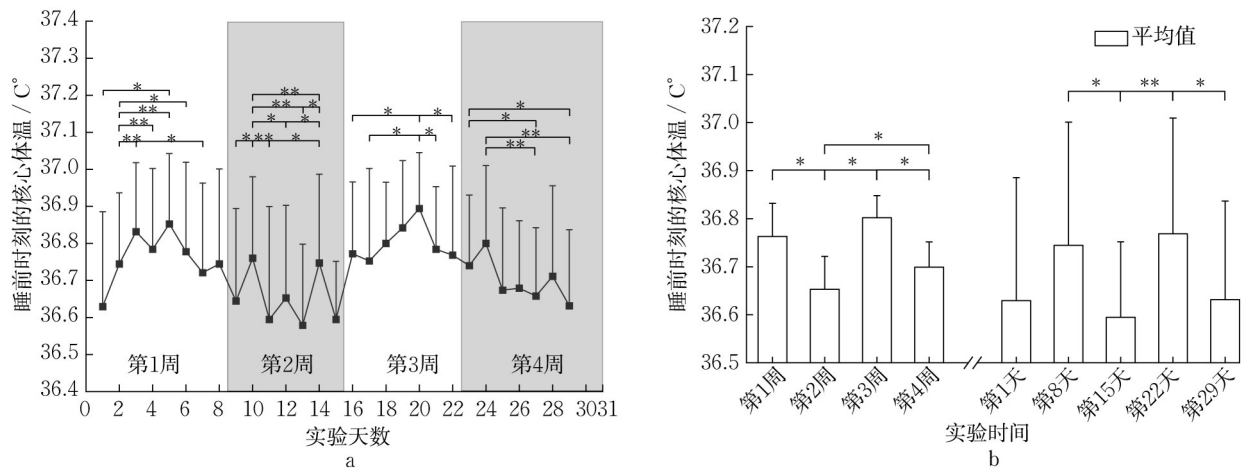 37.4
37.3
37.2
37.1
37.0
36.9
36.8
36.7
36.6
36.5
36.4
睡前时刻的核心体温 / C°
*
*
**
**
** *
**
** *
* *
* ** *
* *
* *
*
*
**
**
第1周 第2周 第3周 第4周
0 2 4 6 8 10 12 14 16 18 20 22 24 26 28 3031
实验天数
a
平均值
37.2
37.1
37.0
36.9
36.8
36.7
36.6
36.5
睡前时刻的核心体温 / C°
* ** *
*
* * *
第1周 第2周 第3周 第4周 第1天 第8天 第15天 第22天 第29天
实验时间
b